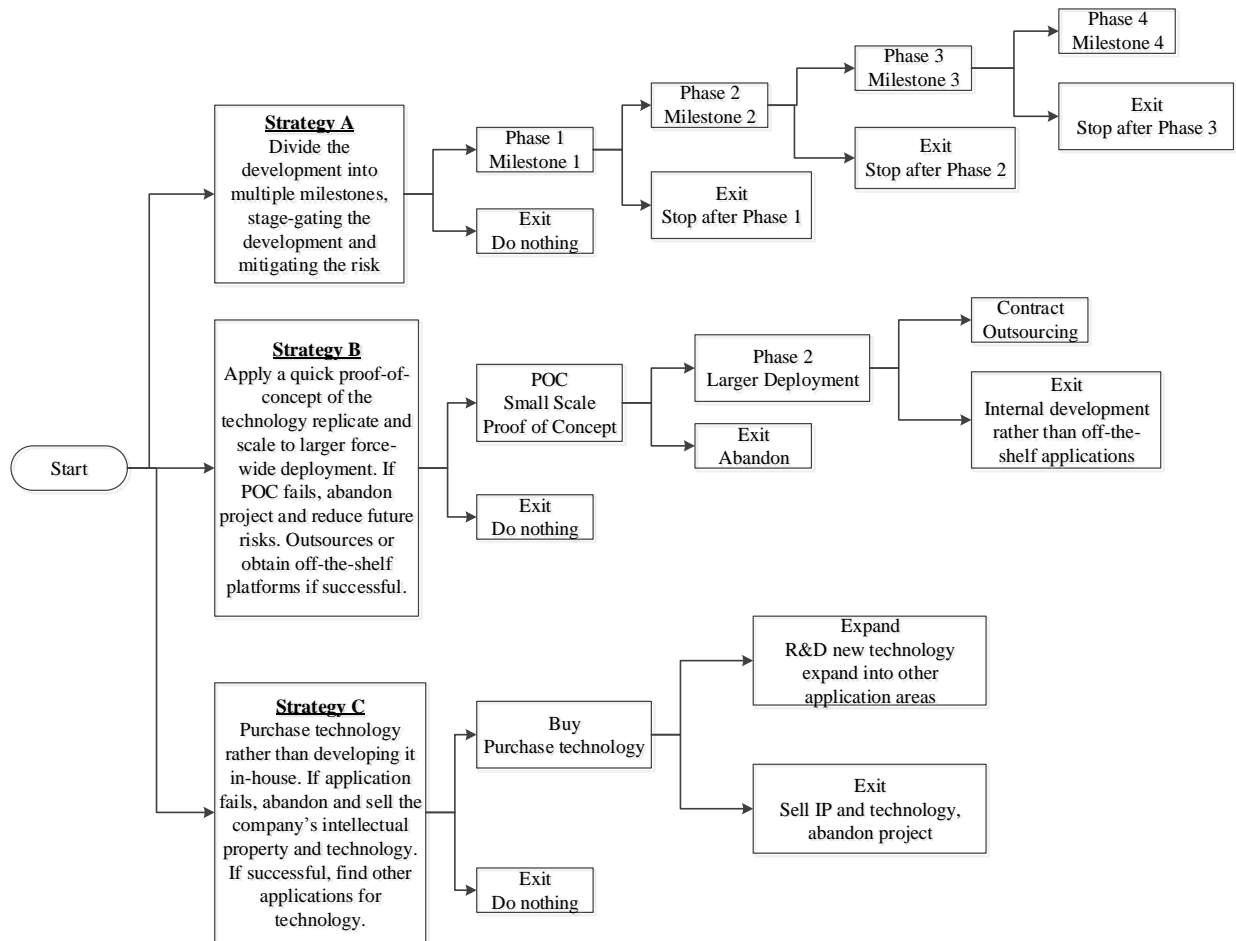 Start
Strategy A
Divide the
development into
multiple milestones,
stage-gating the
development and
mitigating the risk
Phase 1
Milestone 1
Exit
Do nothing
Phase 2
Milestone 2
Exit
Stop after Phase 1
Phase 3
Milestone 3
Exit
Stop after Phase 2
Phase 4
Milestone 4
Exit
Stop after Phase 3
Strategy B
Apply a quick proof-of-
concept of the
technology replicate and
scale to larger force-
wide deployment. If
POC fails, abandon
project and reduce future
risks. Outsources or
obtain off-the-shelf
platforms if successful.
POC
Small Scale
Proof of Concept
Exit
Do nothing
Phase 2
Larger Deployment
Exit
Abandon
Contract
Outsourcing
Exit
Internal development
rather than off-the-
shelf applications
Strategy C
Purchase technology
rather than developing it
in-house. If application
fails, abandon and sell the
company’s intellectual
property and technology.
If successful, find other
applications for
technology.
Buy
Purchase technology
Exit
Do nothing
Expand
R&D new technology
expand into other
application areas
Exit
Sell IP and technology,
abandon project